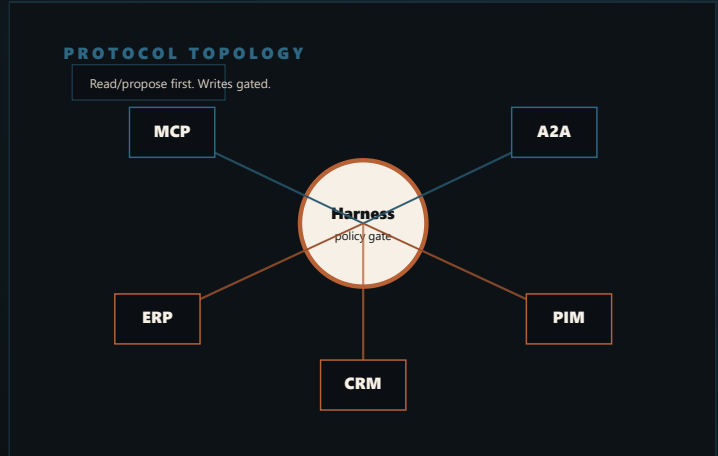 PROTOCOL TOPOLOGY
Read/propose first. Writes gated.
MCP
A2A
Harness
policy gate
ERP
PIM
CRM